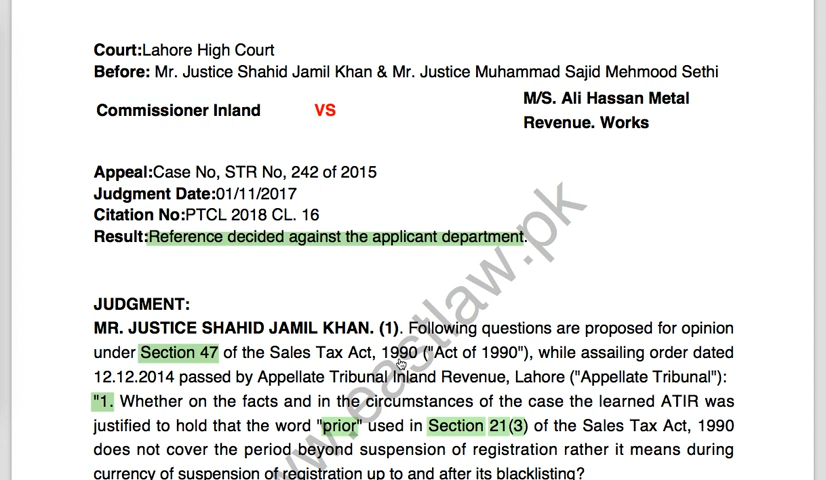 Court:Lahore High Court
Before: Mr. Justice Shahid Jamil Khan & Mr. Justice Muhammad Sajid Mehmood Sethi
Commissioner Inland VS M/S. Ali Hassan Metal
Revenue. Works
Appeal:Case No, STR No, 242 of 2015
Judgment Date:01/11/2017
Citation No:PTCL 2018 CL. 16
Result:Reference decided against the applicant department.
JUDGMENT:
MR. JUSTICE SHAHID JAMIL KHAN. (1). Following questions are proposed for opinion
under Section 47 of the Sales Tax Act, 1990 ("Act of 1990"), while assailing order dated
12.12.2014 passed by Appellate Tribunal Inland Revenue, Lahore ("Appellate Tribunal"):
"1. Whether on the facts and in the circumstances of the case the learned ATIR was
justified to hold that the word "prior" used in Section 21(3) of the Sales Tax Act, 1990
does not cover the period beyond suspension of registration rather it means during
currency of suspension of registration up to and after its blacklisting?
www.eastlaw.pk